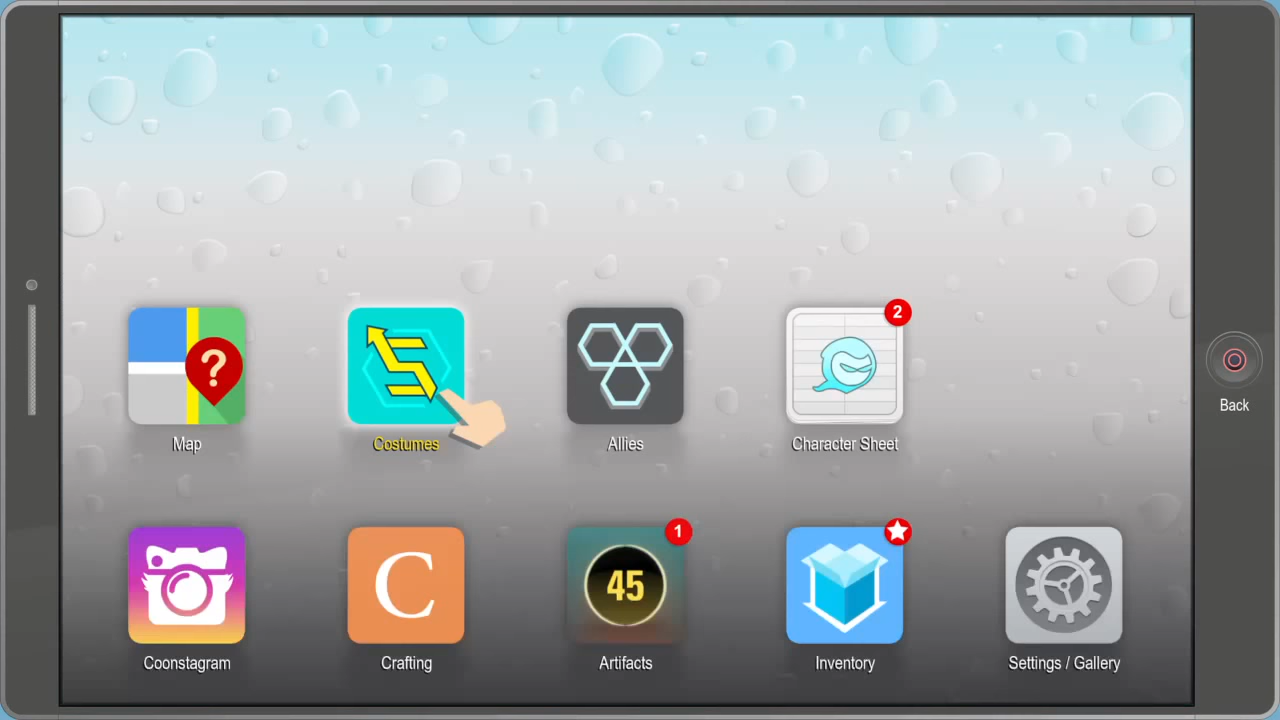 2
?
Map
Costumes
Allies
Character Sheet
Back
1
C
45
Coonstagram
Crafting
Artifacts
Inventory
Settings / Gallery